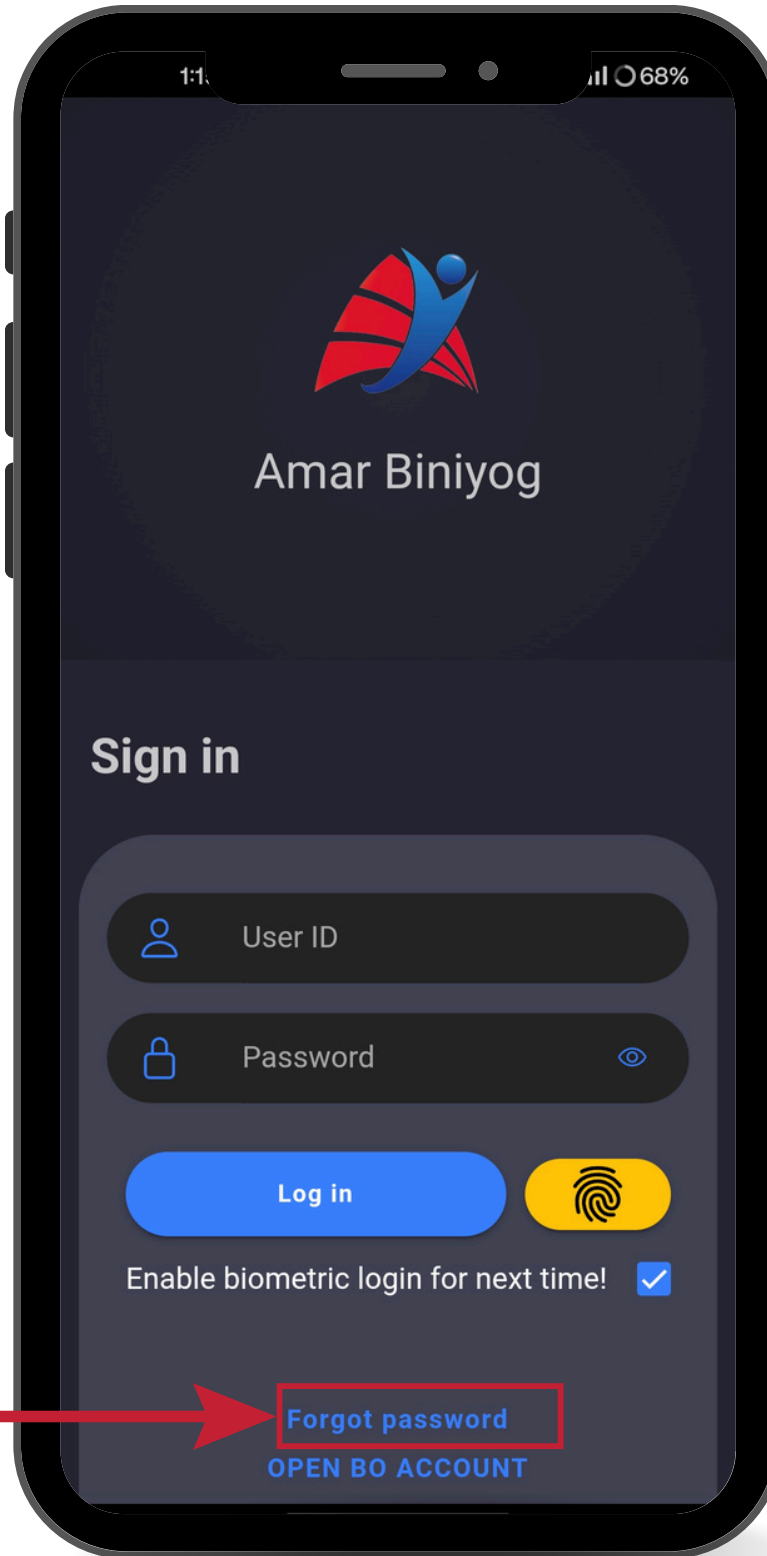 68%
Amar Biniyog
Sign in
User ID
Password
Log in
Enable biometric login for next time!
Forgot password
OPEN BO ACCOUNT